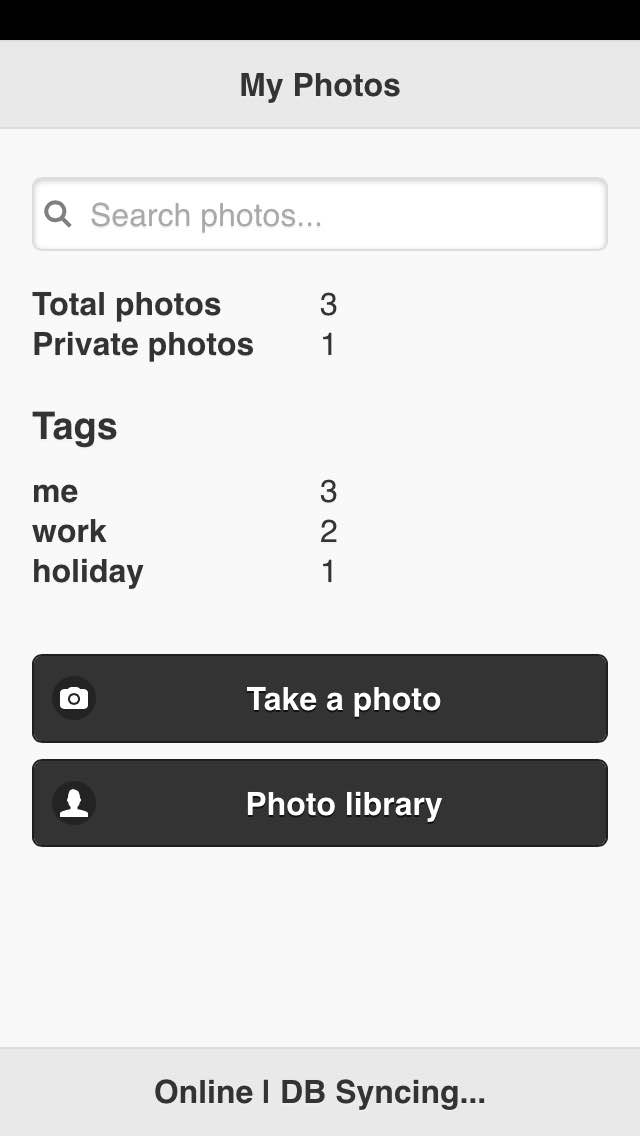 My Photos
Search photos...
Total photos 3
Private photos 1
Tags
me 3
work 2
holiday 1
Take a photo
Photo library
Online | DB Syncing...